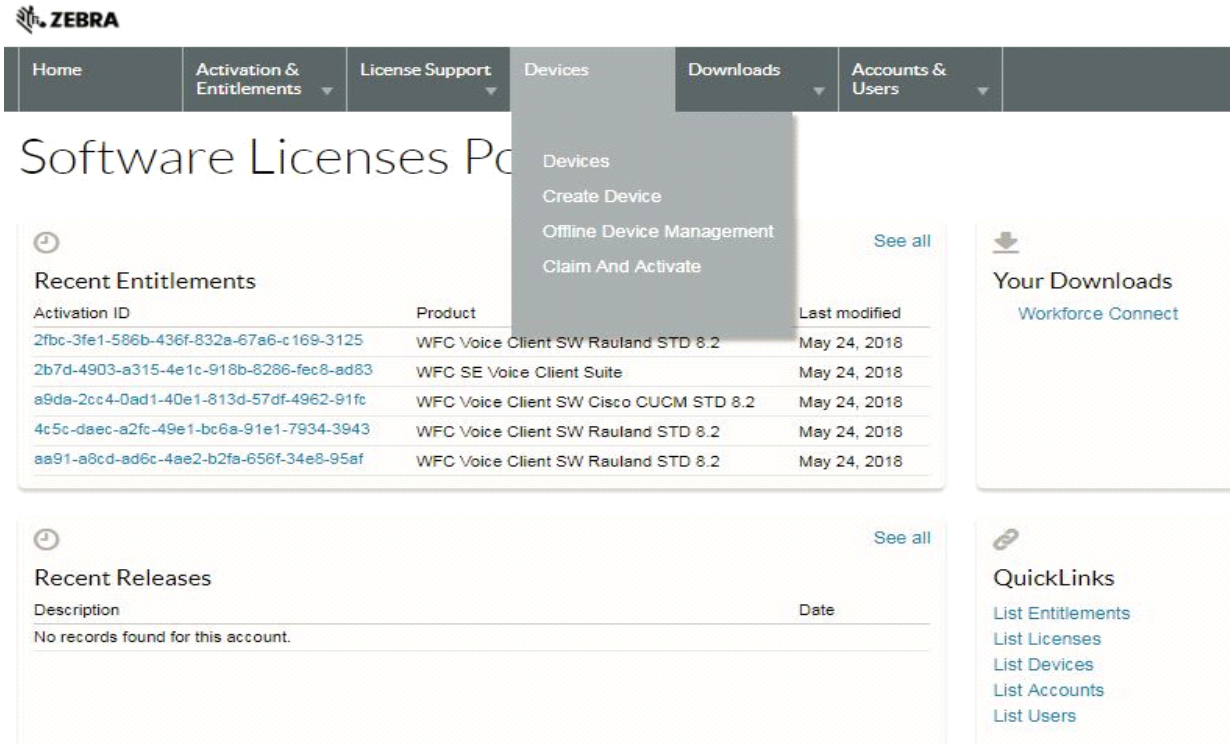 ZEBRA
Home
Activation &
Entitlements
License Support
Devices
Downloads
Accounts &
Users
Devices
Create Device
Offline Device Management
Claim And Activate
Software Licenses Po
See all
Recent Entitlements
Activation ID Product Last modified
2fbc-3fe1-586b-436f-832a-67a6-c169-3125 WFC Voice Client SW Rauland STD 8.2 May 24, 2018
2b7d-4903-a315-4e1c-918b-8286-fec8-ad83 WFC SE Voice Client Suite May 24, 2018
a9da-2cc4-0ad1-40e1-813d-57df-4962-91fc WFC Voice Client SW Cisco CUCM STD 8.2 May 24, 2018
4c5c-daec-a2fc-49e1-bc6a-91e1-7934-3943 WFC Voice Client SW Rauland STD 8.2 May 24, 2018
aa91-a8cd-ad6c-4ae2-b2fa-656f-34e8-95af WFC Voice Client SW Rauland STD 8.2 May 24, 2018
Your Downloads
Workforce Connect
See all
Recent Releases
Description Date
No records found for this account.
QuickLinks
List Entitlements
List Licenses
List Devices
List Accounts
List Users